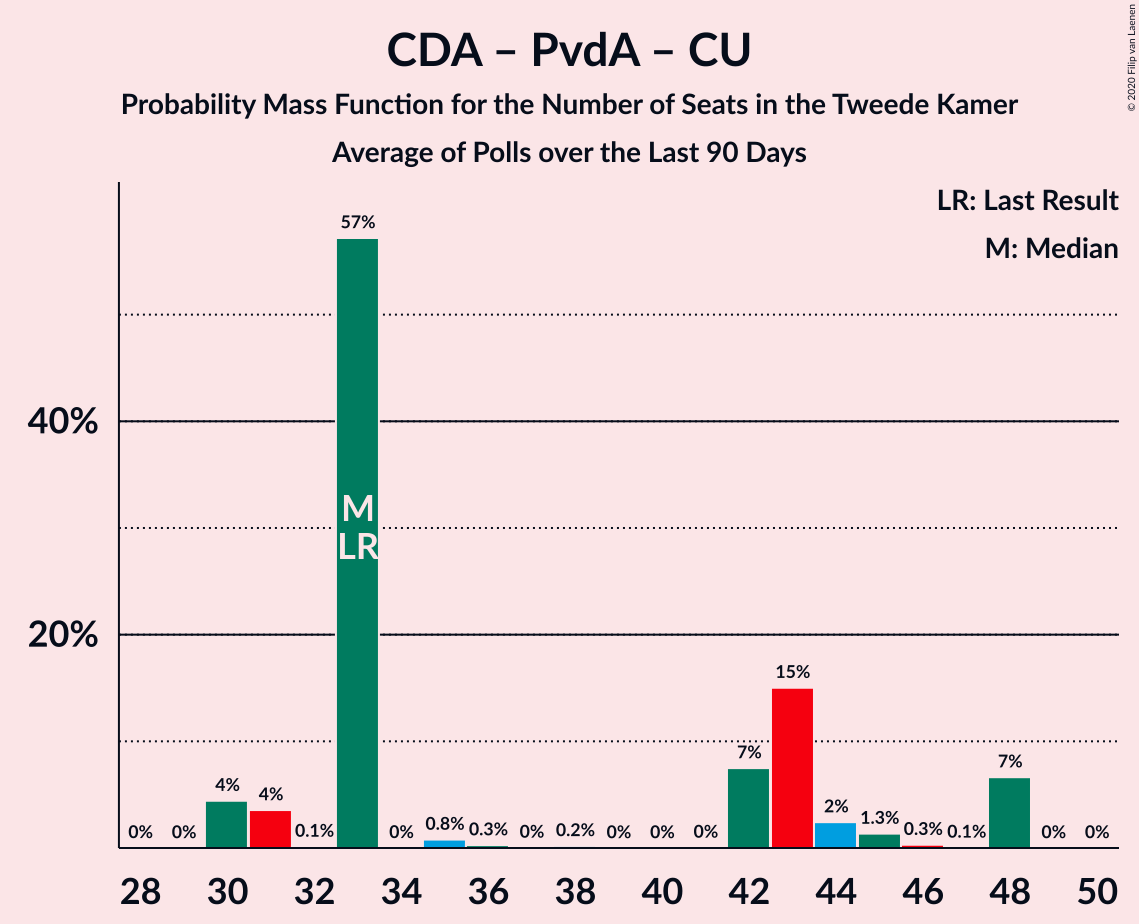 CDA – PvdA – CU
Probability Mass Function for the Number of Seats in the Tweede Kamer
Average of Polls over the Last 90 Days
© 2020 Filip van Laenen
LR: Last Result
M: Median
57%
40%
M
LR
20%
15%
7%
7%
4%
4%
2%
0% 0% 0.1% 0% 0.8% 0.3% 0% 0.2% 0% 0% 0% 1.3% 0.3% 0.1% 0% 0%
28 30 32 34 36 38 40 42 44 46 48 50